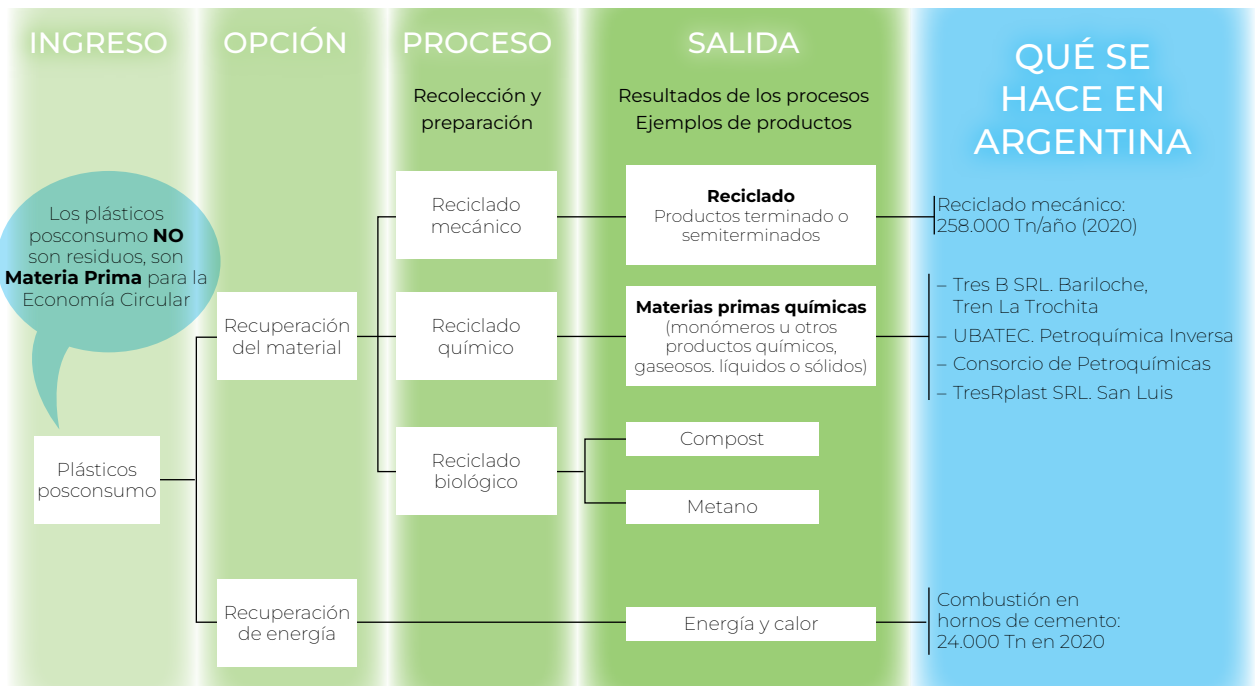 INGRESO
OPCIÓN
PROCESO
Recolección y
preparación
SALIDA
Resultados de los procesos
Ejemplos de productos
QUÉ SE
HACE EN
ARGENTINA
Los plásticos
posconsumo NO
son residuos, son
Materia Prima para la
Economía Circular
Plásticos
posconsumo
Recuperación
del material
Reciclado
mecánico
Reciclado
Productos terminado o
semiterminados
Reciclado mecánico:
258.000 Tn/año (2020)
Reciclado
químico
Materias primas químicas
(monómeros u otros
productos químicos,
gaseosos. líquidos o sólidos)
– Tres B SRL. Bariloche,
Tren La Trochita
– UBATEC. Petroquímica Inversa
– Consorcio de Petroquímicas
– TresRplast SRL. San Luis
Reciclado
biológico
Compost
Metano
Recuperación
de energía
Energía y calor
Combustión en
hornos de cemento:
24.000 Tn en 2020